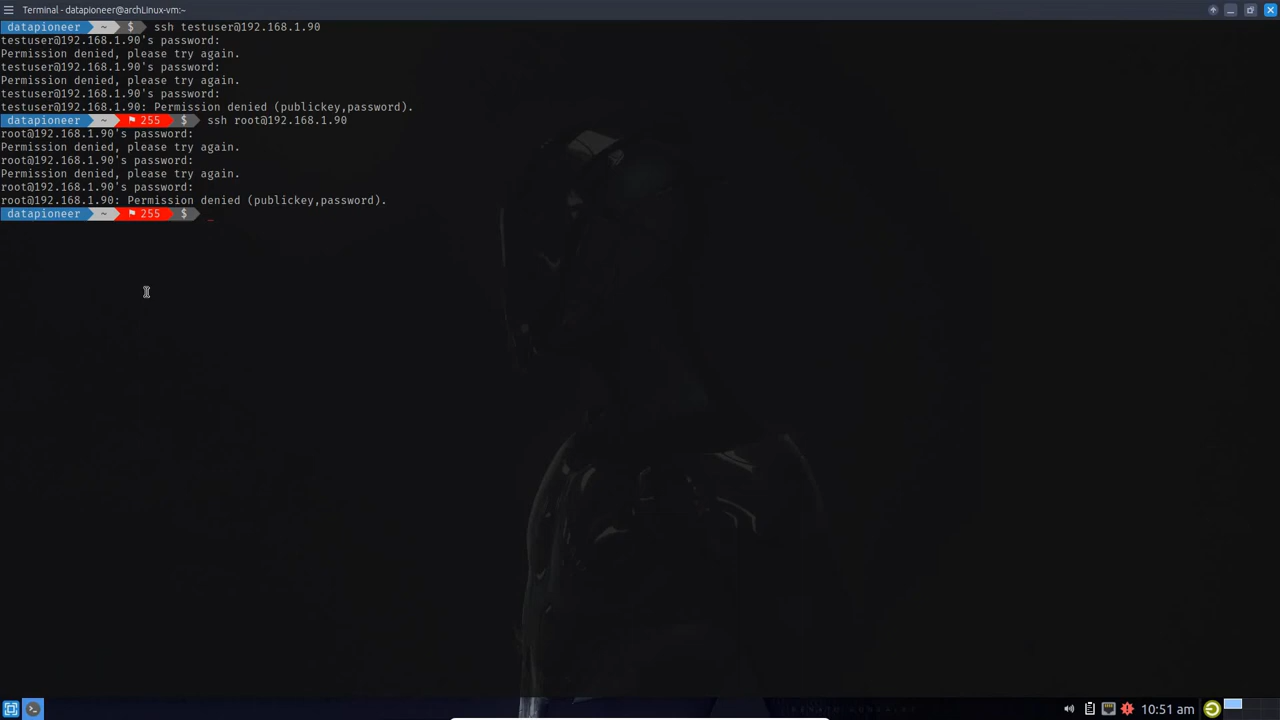 Terminal - datapioneer@archLinux-vm:~
datapioneer ~ $ ssh testuser@192.168.1.90
testuser@192.168.1.90's password:
Permission denied, please try again.
testuser@192.168.1.90's password:
Permission denied, please try again.
testuser@192.168.1.90's password:
testuser@192.168.1.90: Permission denied (publickey,password).
datapioneer ~ ⚑ 255 $ ssh root@192.168.1.90
root@192.168.1.90's password:
Permission denied, please try again.
root@192.168.1.90's password:
Permission denied, please try again.
root@192.168.1.90's password:
root@192.168.1.90: Permission denied (publickey,password).
datapioneer ~ ⚑ 255 $ _
10:51 am